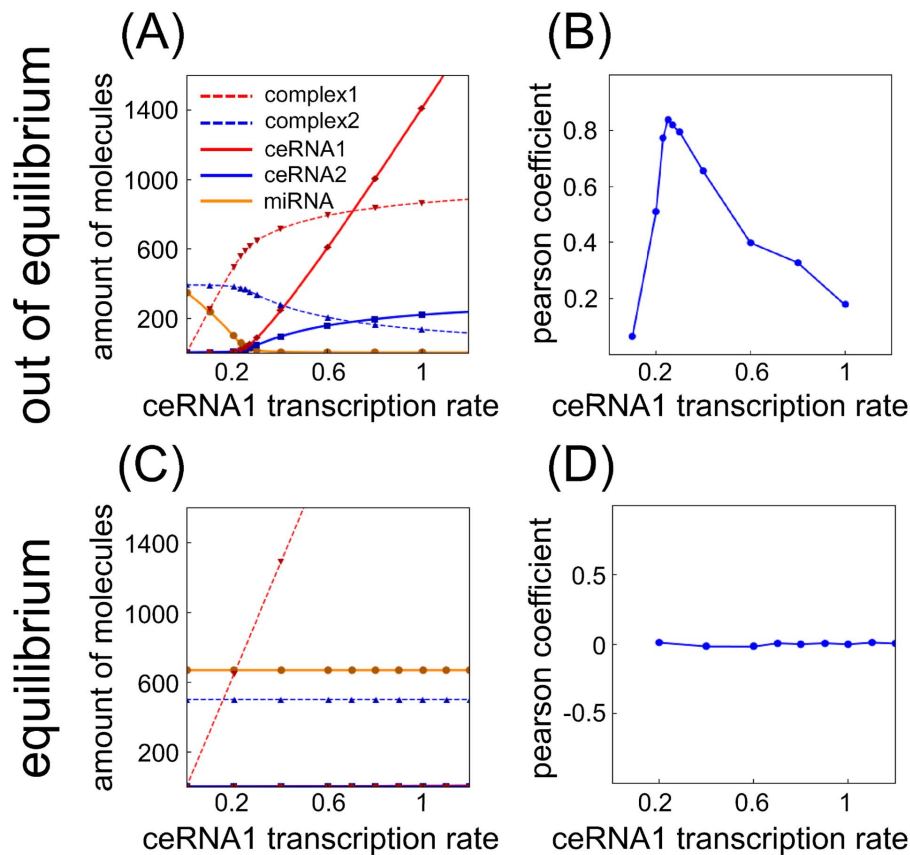 out of equilibrium
(A)
amount of molecules
1400
1000
600
200
complex1
complex2
ceRNA1
ceRNA2
miRNA
0.2
0.6
1
ceRNA1 transcription rate
(B)
pearson coefficient
0.8
0.6
0.4
0.2
0.2
0.6
1
ceRNA1 transcription rate
equilibrium
(C)
amount of molecules
1400
1000
600
200
0.2
0.6
1
ceRNA1 transcription rate
(D)
pearson coefficient
0.5
0
-0.5
0.2
0.6
1
ceRNA1 transcription rate